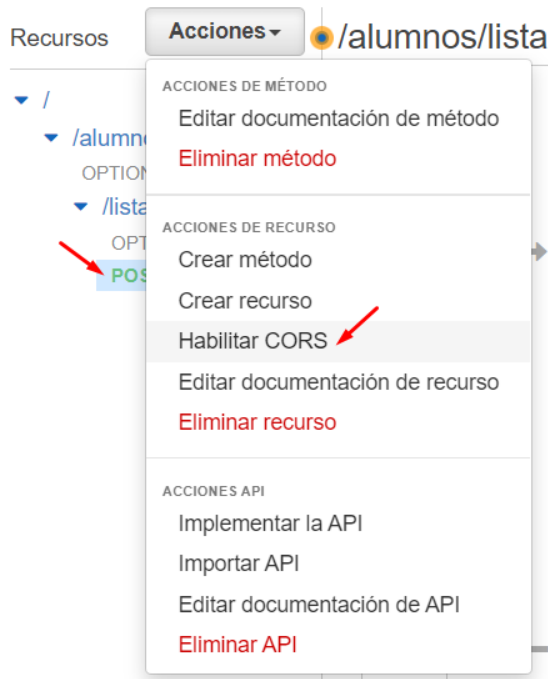 Recursos
Acciones
/alumnos/lista
ACCIONES DE MÉTODO
Editar documentación de método
Eliminar método
/
/alumno
OPTION
/lista
OPT
POS
ACCIONES DE RECURSO
Crear método
Crear recurso
Habilitar CORS
Editar documentación de recurso
Eliminar recurso
ACCIONES API
Implementar la API
Importar API
Editar documentación de API
Eliminar API